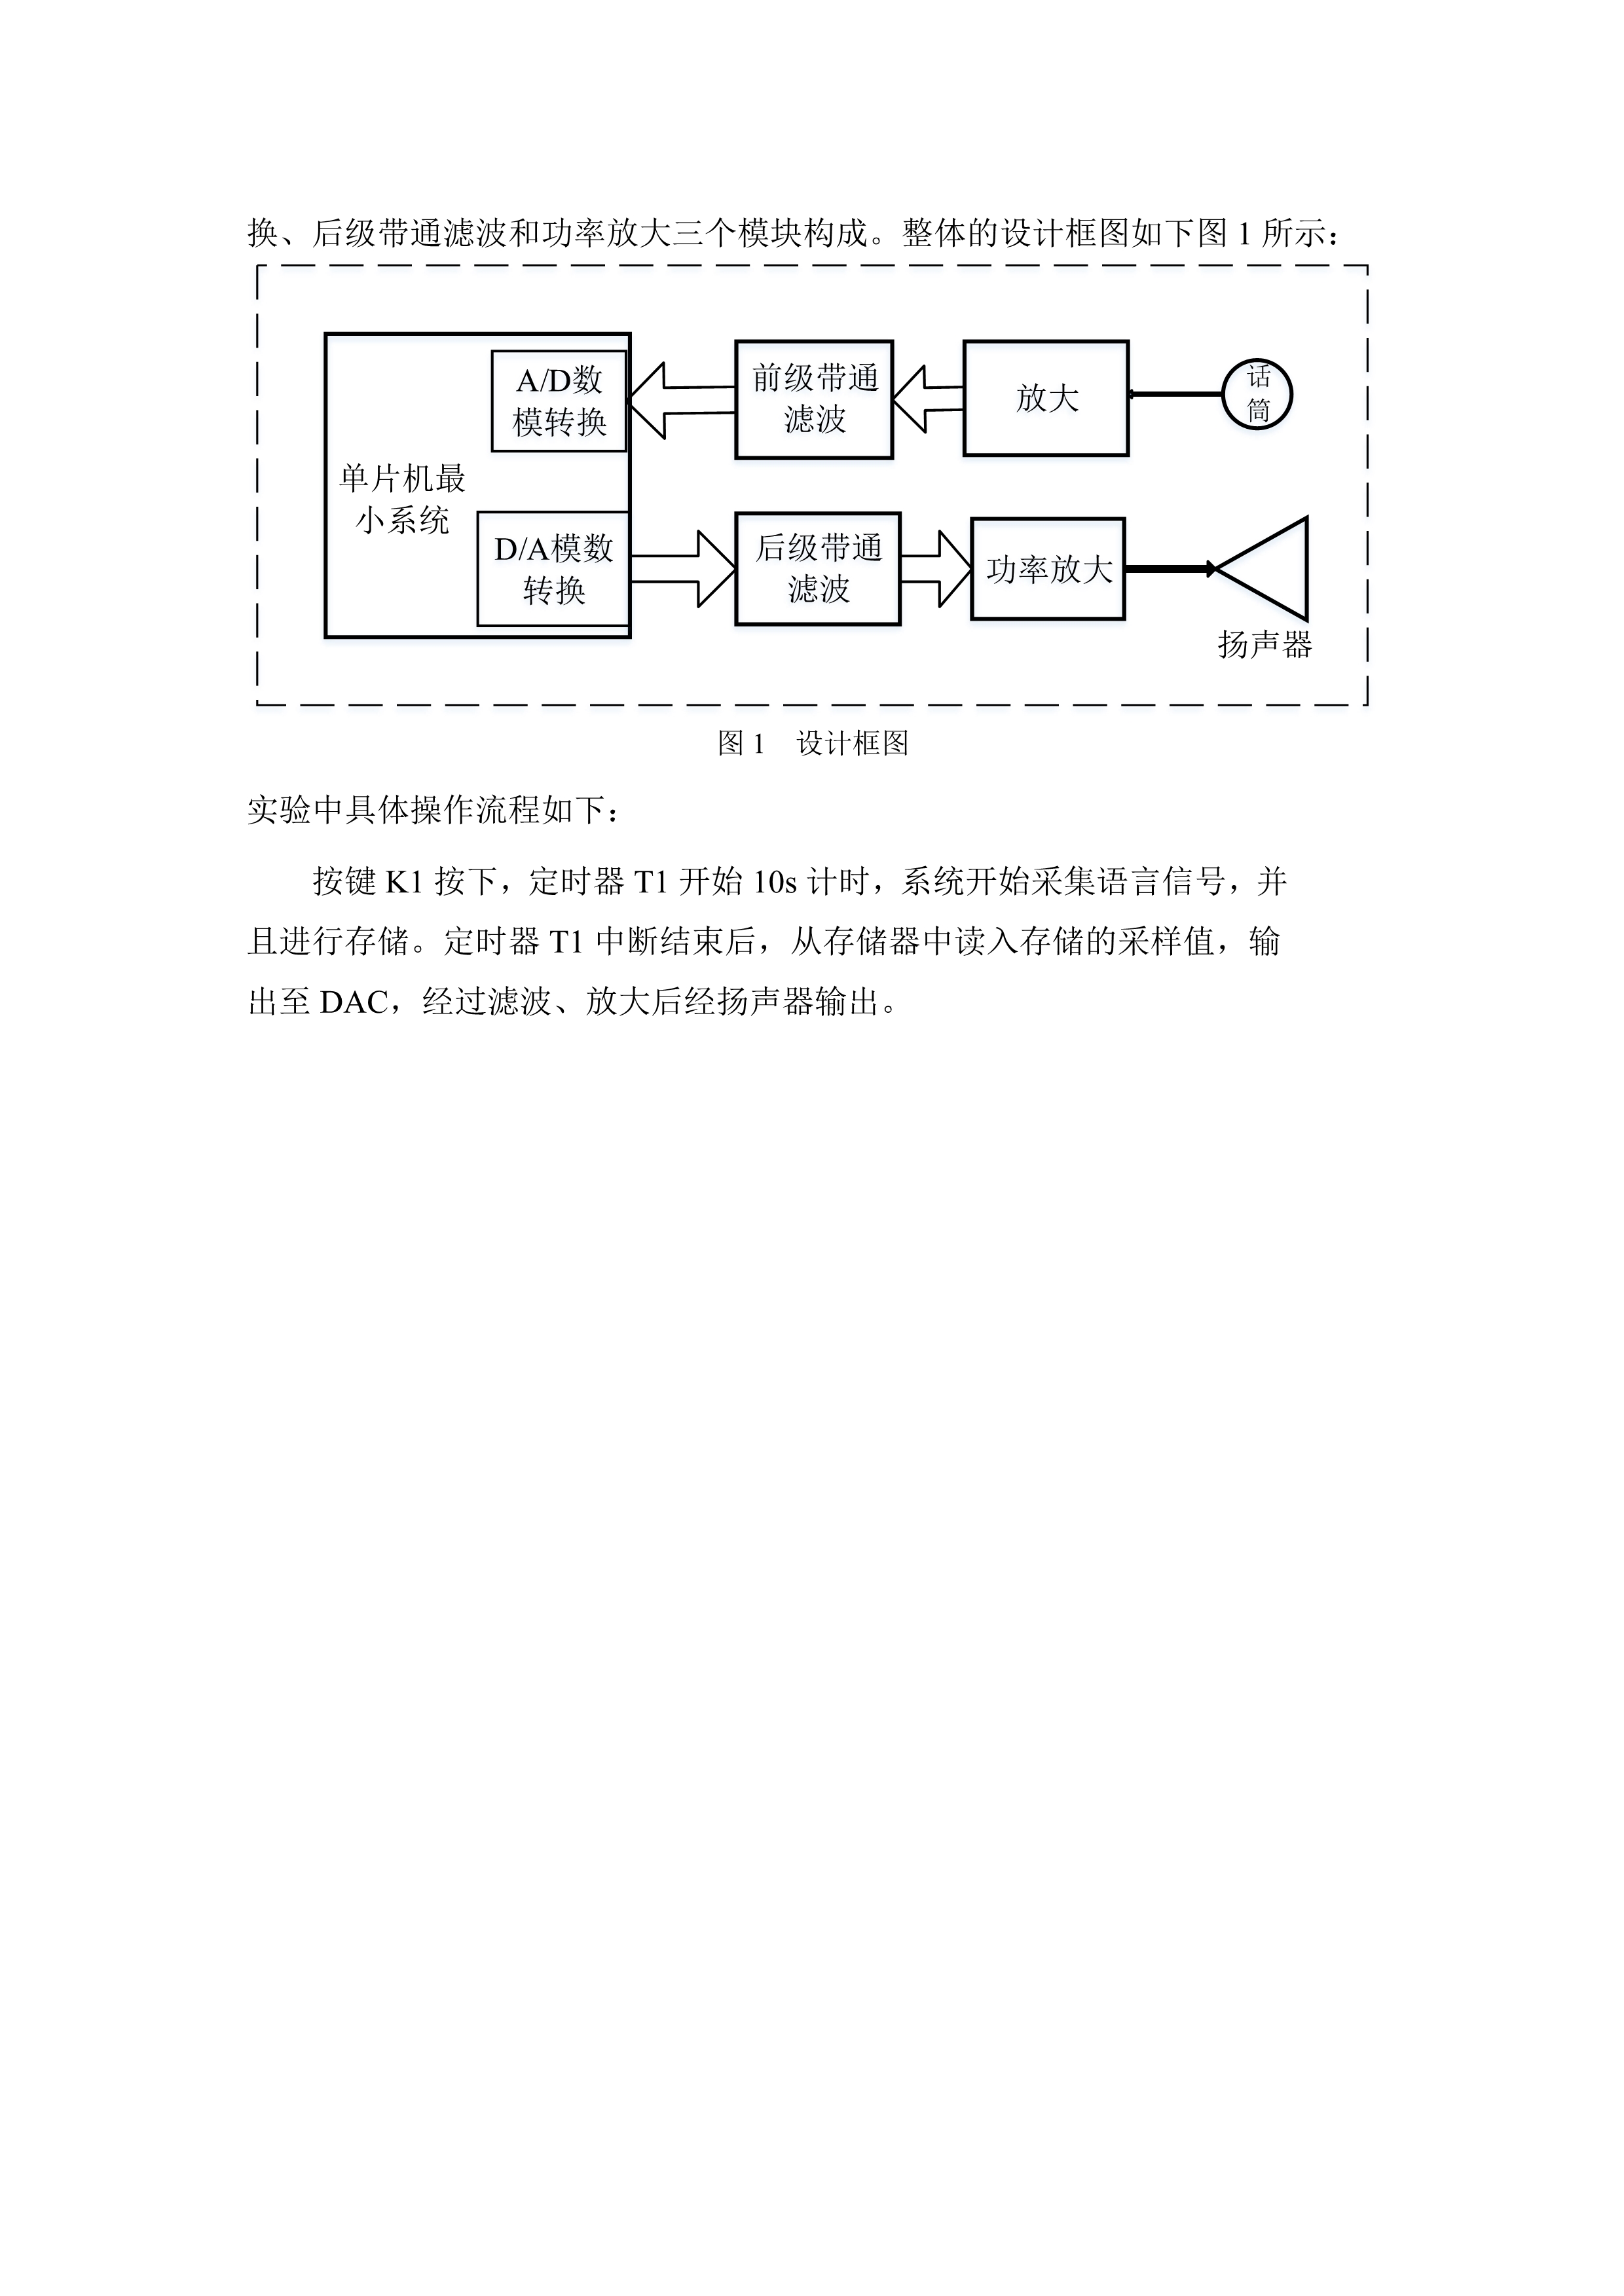 换、后级带通滤波和功率放大三个模块构成。整体的设计框图如下图 1 所示：
A/D数
模转换
前级带通
滤波
放大
话
筒
单片机最
小系统
D/A模数
转换
后级带通
滤波
功率放大
扬声器
图 1 设计框图
实验中具体操作流程如下：
按键 K1 按下，定时器 T1 开始 10s 计时，系统开始采集语言信号，并
且进行存储。定时器 T1 中断结束后，从存储器中读入存储的采样值，输
出至 DAC，经过滤波、放大后经扬声器输出。